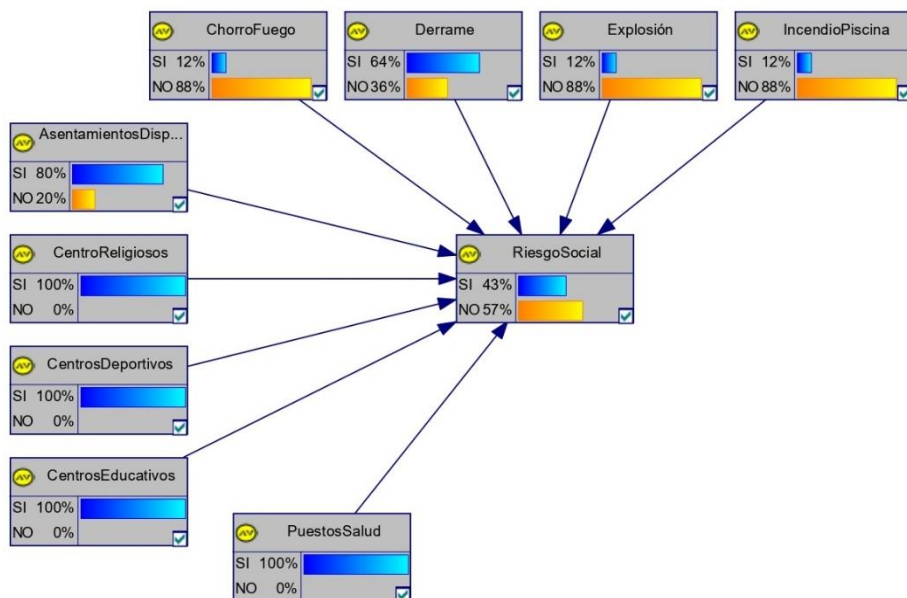 ChorroFuego
SI 12%
NO 88%
Derrame
SI 64%
NO 36%
Explosión
SI 12%
NO 88%
IncendioPiscina
SI 12%
NO 88%
AsentamientosDisp...
SI 80%
NO 20%
CentroReligiosos
SI 100%
NO 0%
RiesgoSocial
SI 43%
NO 57%
CentrosDeportivos
SI 100%
NO 0%
CentrosEducativos
SI 100%
NO 0%
PuestosSalud
SI 100%
NO 0%